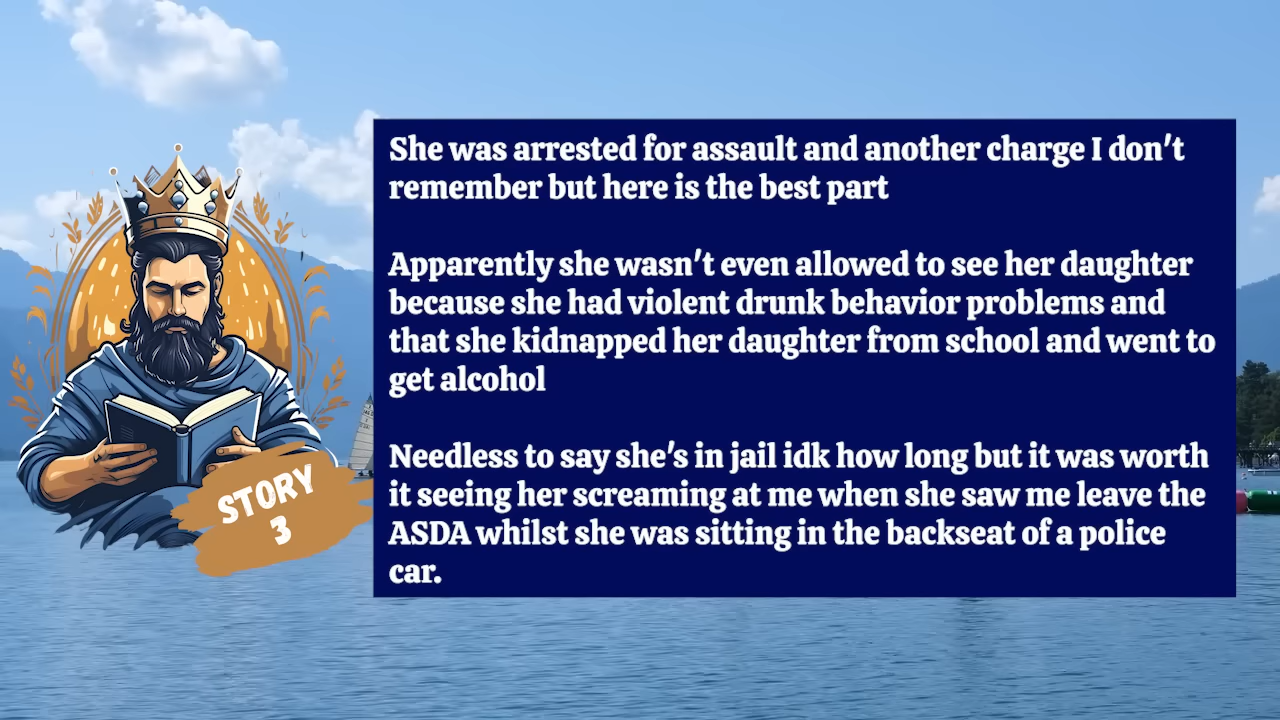 She was arrested for assault and another charge I don't
remember but here is the best part
Apparently she wasn't even allowed to see her daughter
because she had violent drunk behavior problems and
that she kidnapped her daughter from school and went to
get alcohol
Needless to say she's in jail idk how long but it was worth
it seeing her screaming at me when she saw me leave the
ASDA whilst she was sitting in the backseat of a police
car.
STORY
3